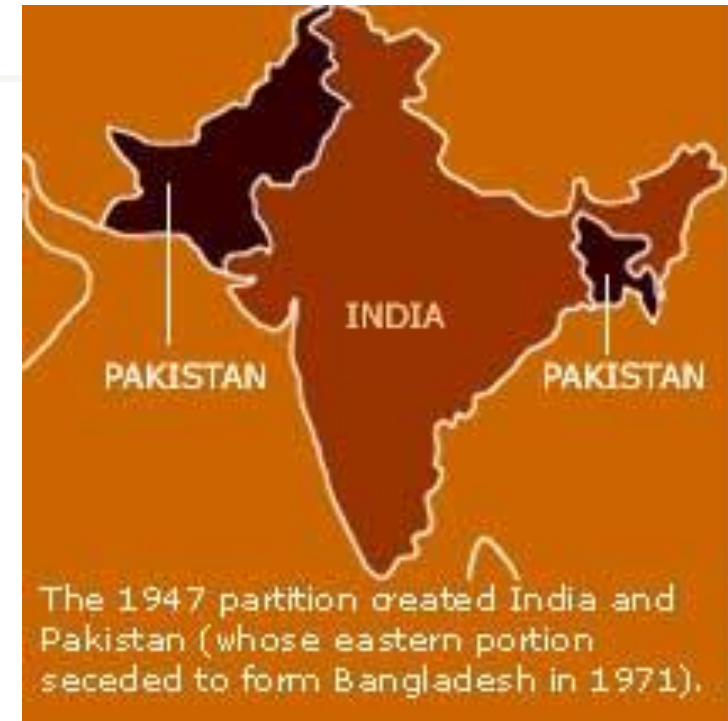 INDIA
PAKISTAN
PAKISTAN
The 1947 partition created India and
Pakistan (whose eastern portion
seceded to form Bangladesh in 1971).